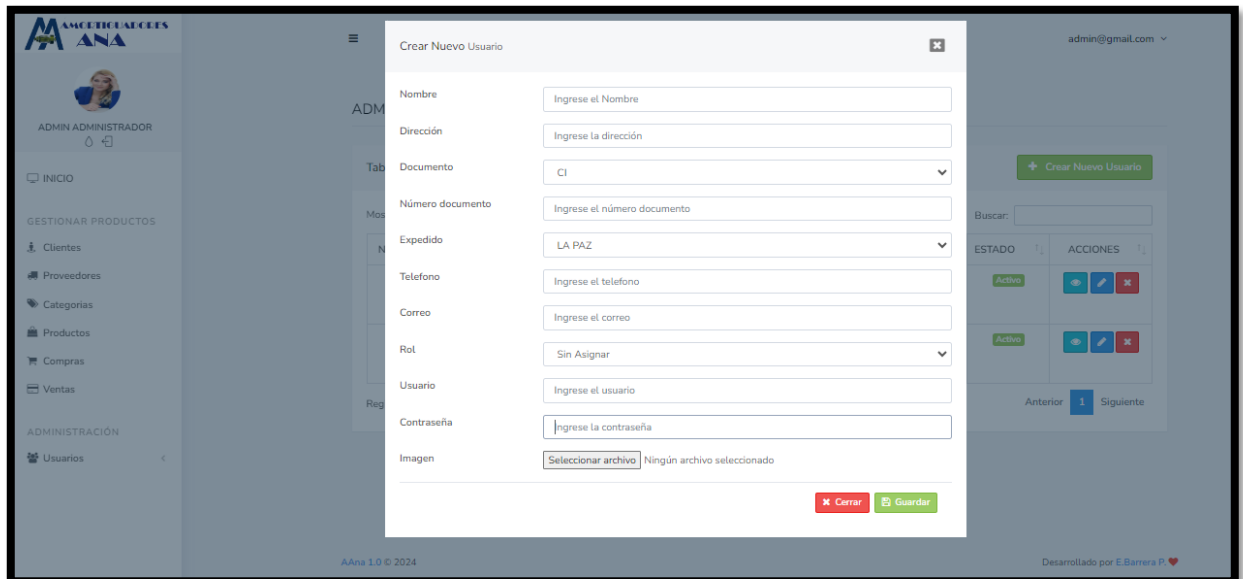 AMORTIGUADORES
ANA
ADMIN ADMINISTRADOR
INICIO
GESTIONAR PRODUCTOS
Clientes
Proveedores
Categorias
Productos
Compras
Ventas
ADMINISTRACIÓN
Usuarios
admin@gmail.com
ADM
Tab
Crear Nuevo Usuario
Mos
Buscar:
N
ESTADO
ACCIONES
Activo
Activo
Reg
Anterior 1 Siguiente
Crear Nuevo Usuario
Nombre
Ingrese el Nombre
Dirección
Ingrese la dirección
Documento
CI
Número documento
Ingrese el número documento
Expedido
LA PAZ
Telefono
Ingrese el telefono
Correo
Ingrese el correo
Rol
Sin Asignar
Usuario
Ingrese el usuario
Contraseña
Ingrese la contraseña
Imagen
Seleccionar archivo Ningún archivo seleccionado
Cerrar
Guardar
AAna 1.0 © 2024
Desarrollado por E.Barrera P.